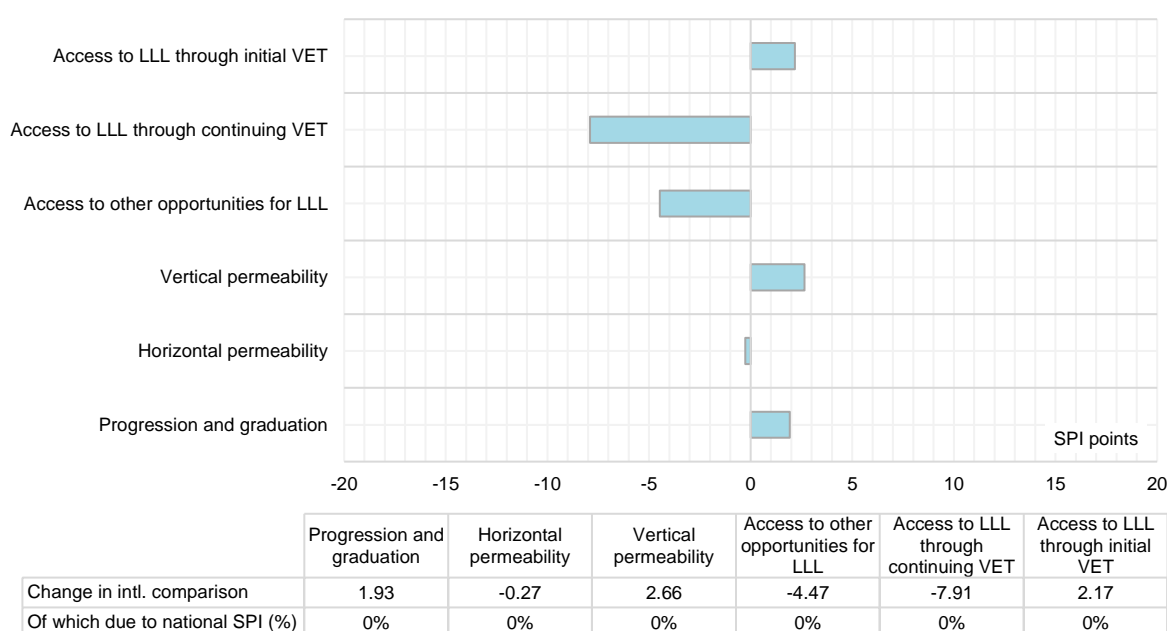 Access to LLL through initial VET
Access to LLL through continuing VET
Access to other opportunities for LLL
Vertical permeability
Horizontal permeability
Progression and graduation
SPI points
-20 -15 -10 -5 0 5 10 15 20
Progression and graduation Horizontal permeability Vertical permeability Access to other opportunities for LLL Access to LLL through continuing VET Access to LLL through initial VET
Change in intl. comparison 1.93 -0.27 2.66 -4.47 -7.91 2.17
Of which due to national SPI (%) 0% 0% 0% 0% 0% 0%